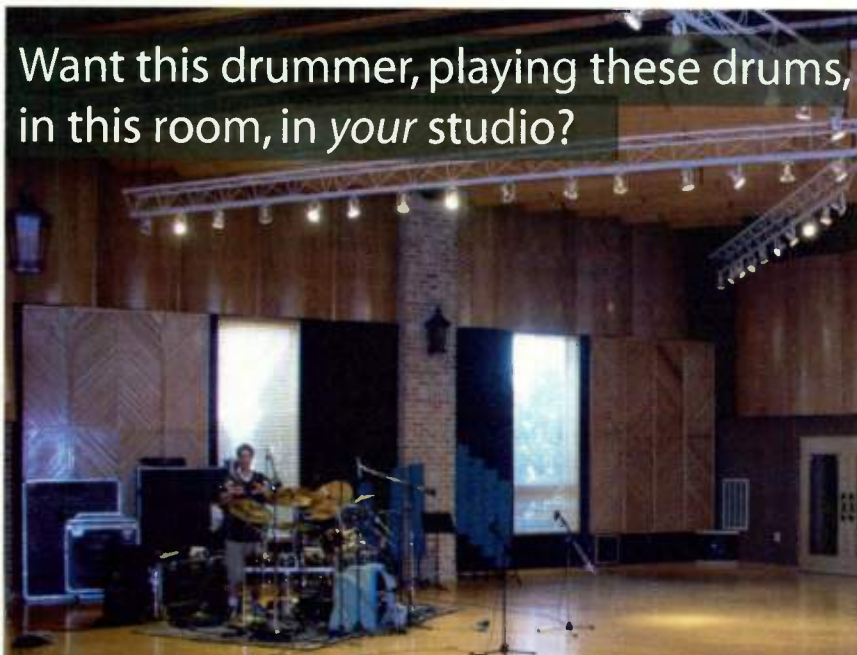 Want this drummer, playing these drums,
in this room, in your studio?